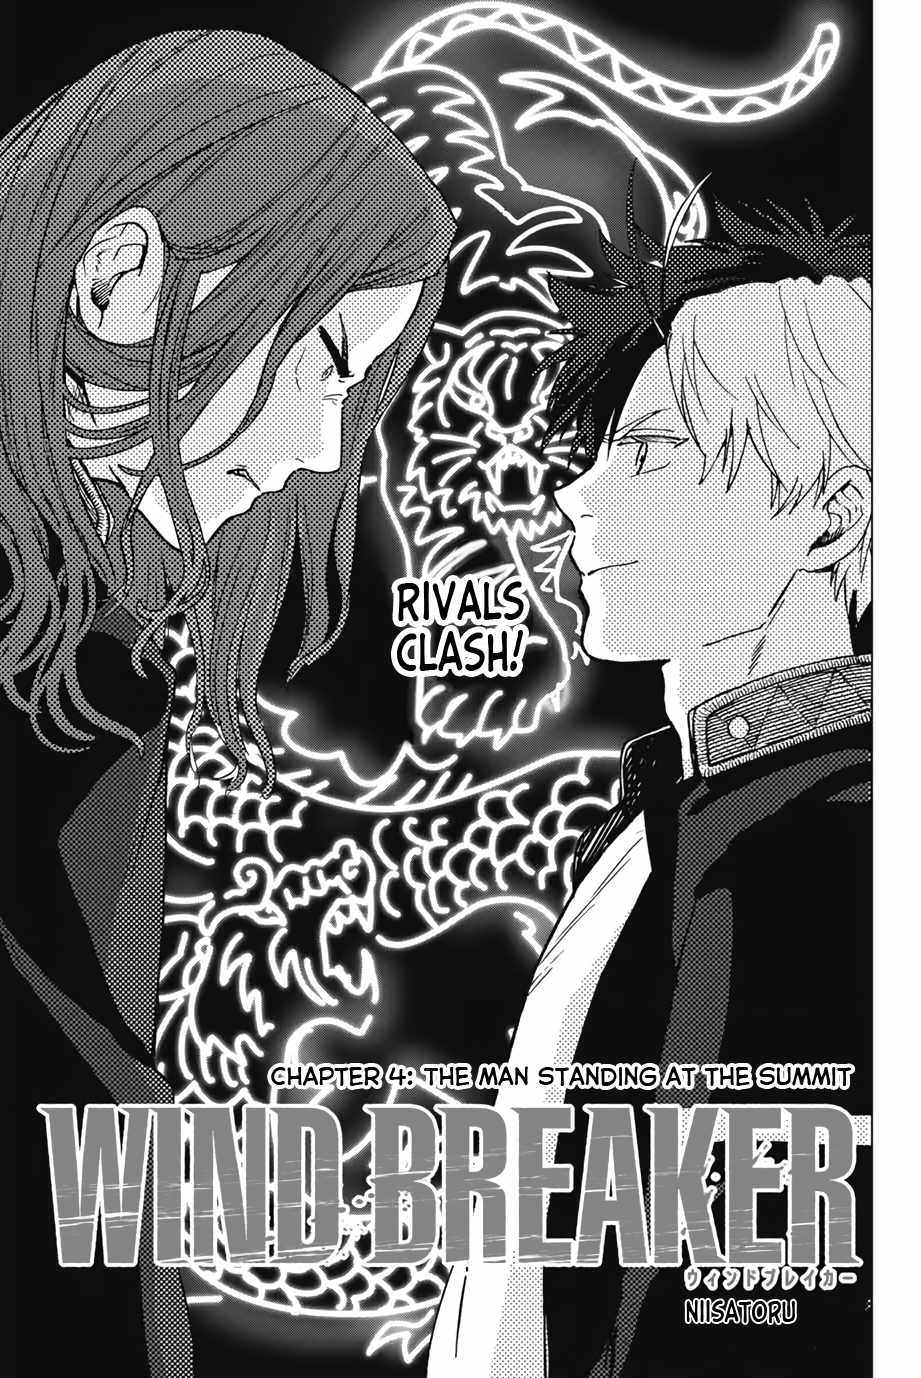 RIVALS
CLASH!
CHAPTER 4: THE MAN STANDING AT THE SUMMIT
WIND BREAKER
ウィンドブレイカー
NIISATORU